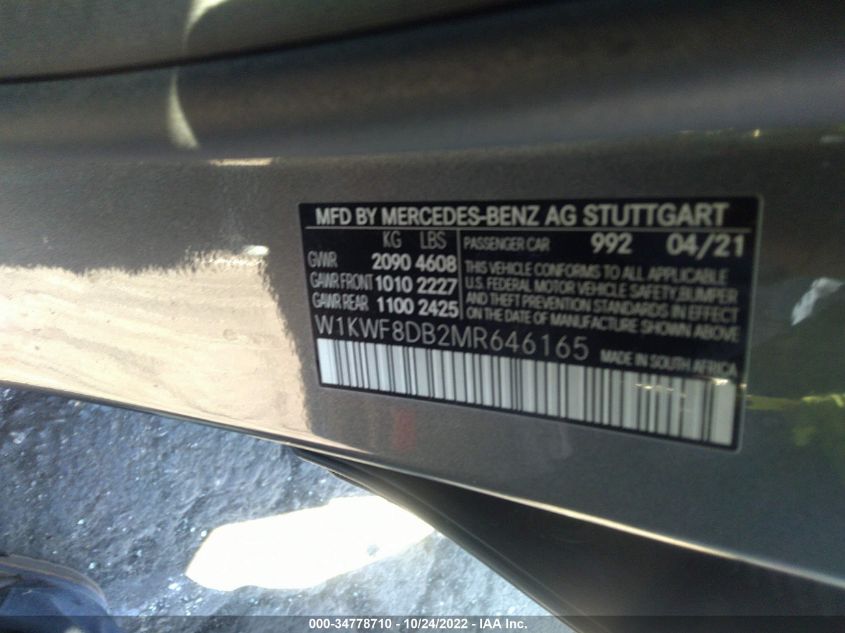 MFD BY MERCEDES-BENZ AG STUTTGART
KG LBS
GVWR 2090 4608
GAWR FRONT 1010 2227
GAWR REAR 1100 2425
PASSENGER CAR 992 04/21
THIS VEHICLE CONFORMS TO ALL APPLICABLE
U.S. FEDERAL MOTOR VEHICLE SAFETY, BUMPER
AND THEFT PREVENTION STANDARDS IN EFFECT
ON THE DATE OF MANUFACTURE SHOWN ABOVE
W1KWF8DB2MR646165 MADE IN SOUTH AFRICA
000-34778710 - 10/24/2022 - IAA Inc.